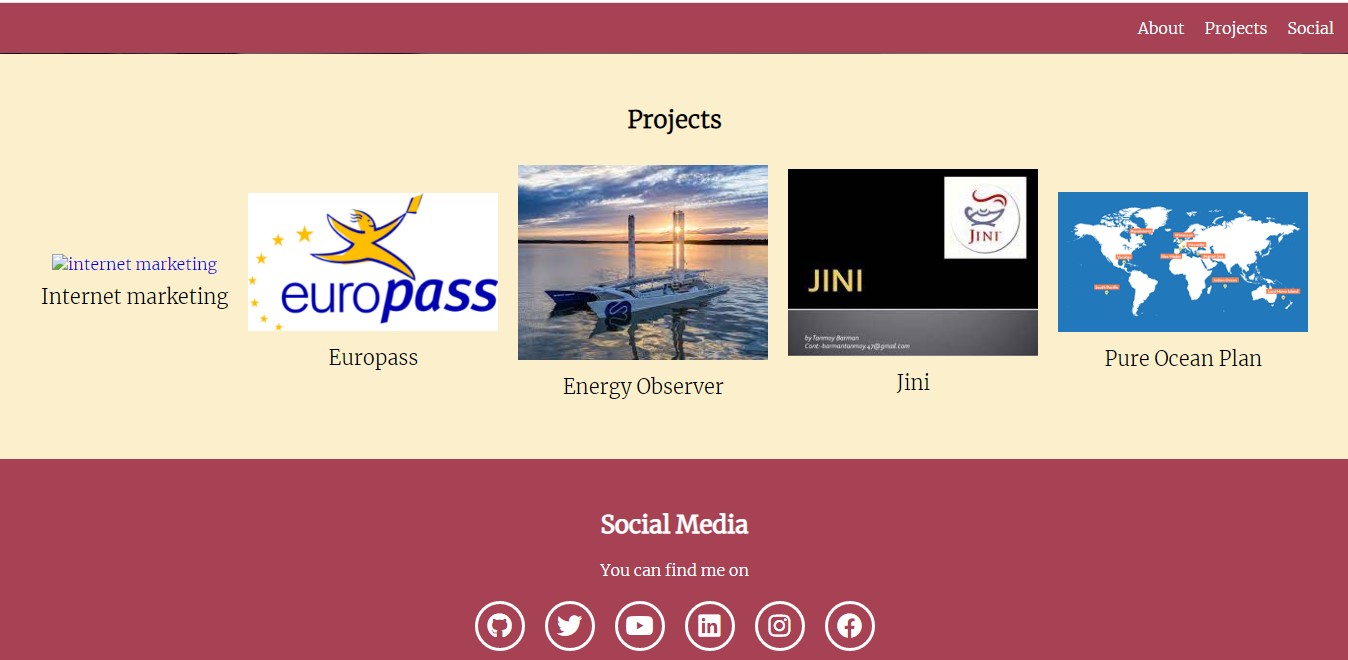 About Projects Social
Projects
internet marketing
Internet marketing
europass
Europass
Energy Observer
JINI
JINI
by Tanmoy Barman
Cont:-barmantanmoy.47@gmail.com
Jini
Pure Ocean Plan
Social Media
You can find me on
in